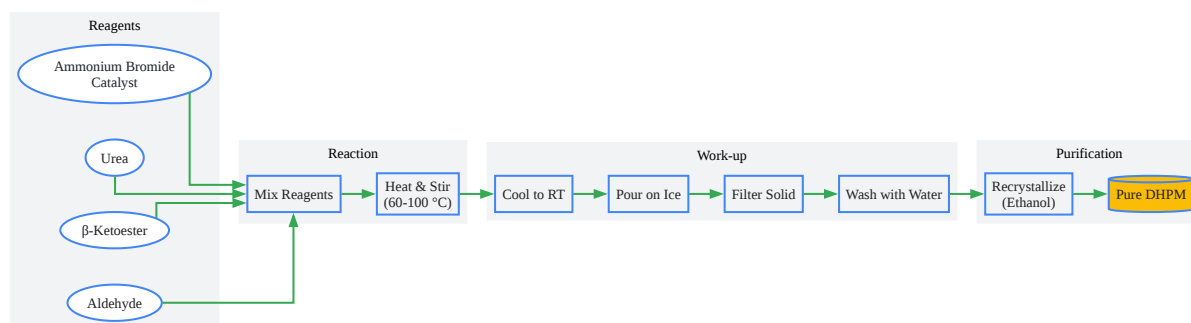 Reagents
Ammonium Bromide
Catalyst
Urea
β-Ketoester
Aldehyde
Reaction
Mix Reagents
Heat & Stir
(60-100 °C)
Work-up
Cool to RT
Pour on Ice
Filter Solid
Wash with Water
Purification
Recrystallize
(Ethanol)
Pure DHPM